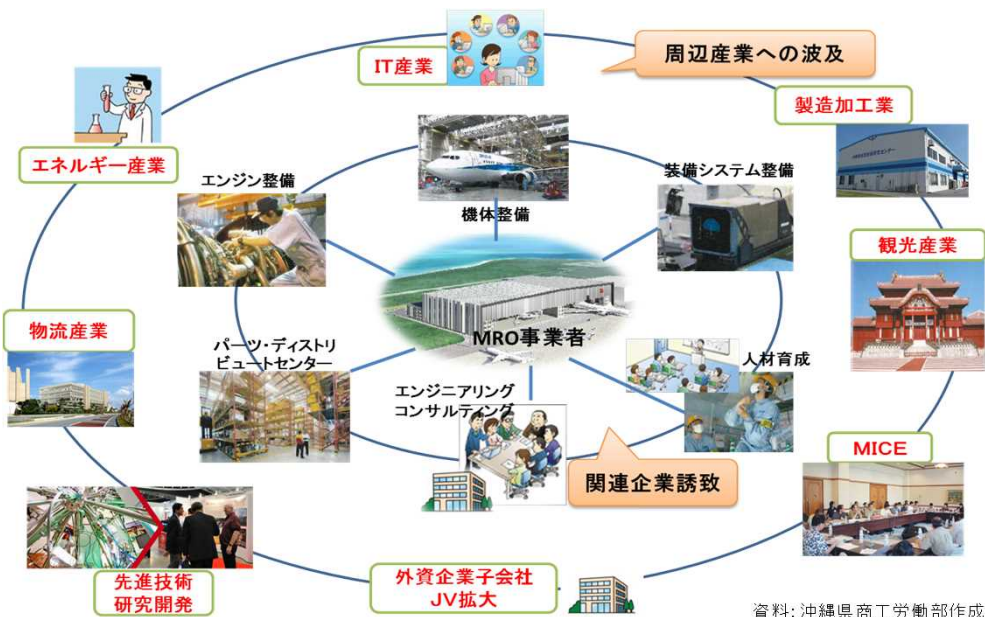 IT産業
周辺産業への波及
製造加工業
エネルギー産業
エンジン整備
機体整備
装備システム整備
観光産業
物流産業
MRO事業者
パーツ・ディストリ
ビュートセンター
人材育成
エンジニアリング
コンサルティング
関連企業誘致
MICE
先進技術
研究開発
外資企業子会社
JV拡大
資料:沖縄県商工労働部作成